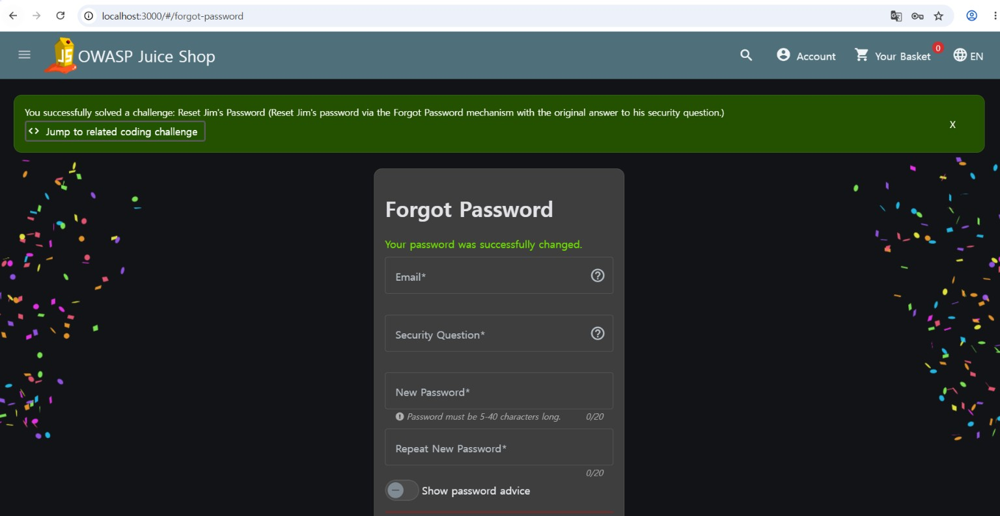 localhost:3000/#/forgot-password
JS
OWASP Juice Shop
Account
Your Basket
0
EN
You successfully solved a challenge: Reset Jim's Password (Reset Jim's password via the Forgot Password mechanism with the original answer to his security question.)
<> Jump to related coding challenge
X
Forgot Password
Your password was successfully changed.
Email*
Security Question*
New Password*
Password must be 5-40 characters long. 0/20
Repeat New Password*
0/20
Show password advice